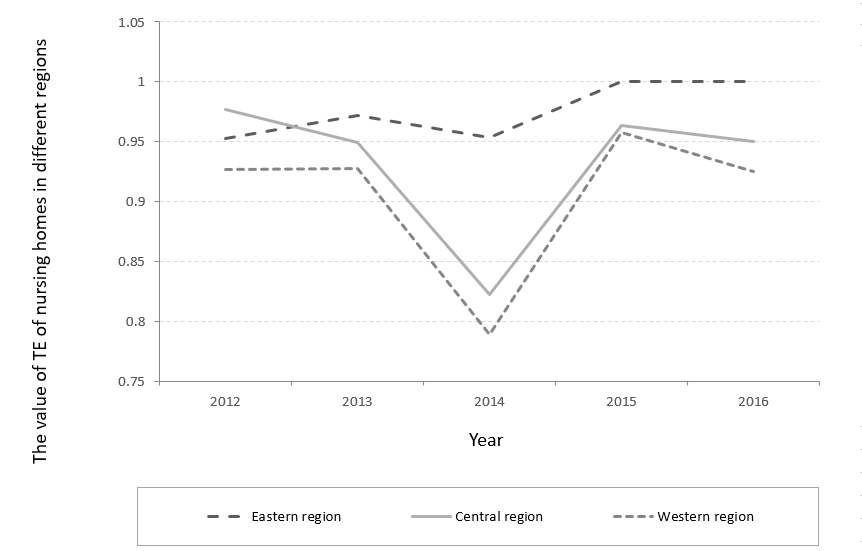 The value of TE of nursing homes in different regions
1.05
1
0.95
0.9
0.85
0.8
0.75
2012 2013 2014 2015 2016
Year
Eastern region Central region Western region